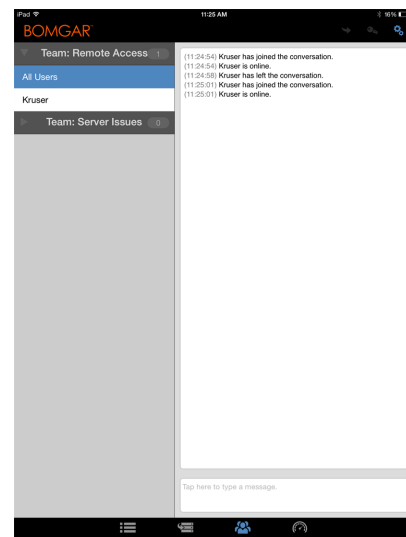 iPad 11:25 AM 16%
BOMGAR
Team: Remote Access 1
All Users
Kruser
Team: Server Issues 0
(11:24:54) Kruser has joined the conversation.
(11:24:54) Kruser is online.
(11:24:58) Kruser has left the conversation.
(11:25:01) Kruser has joined the conversation.
(11:25:01) Kruser is online.
Tap here to type a message.